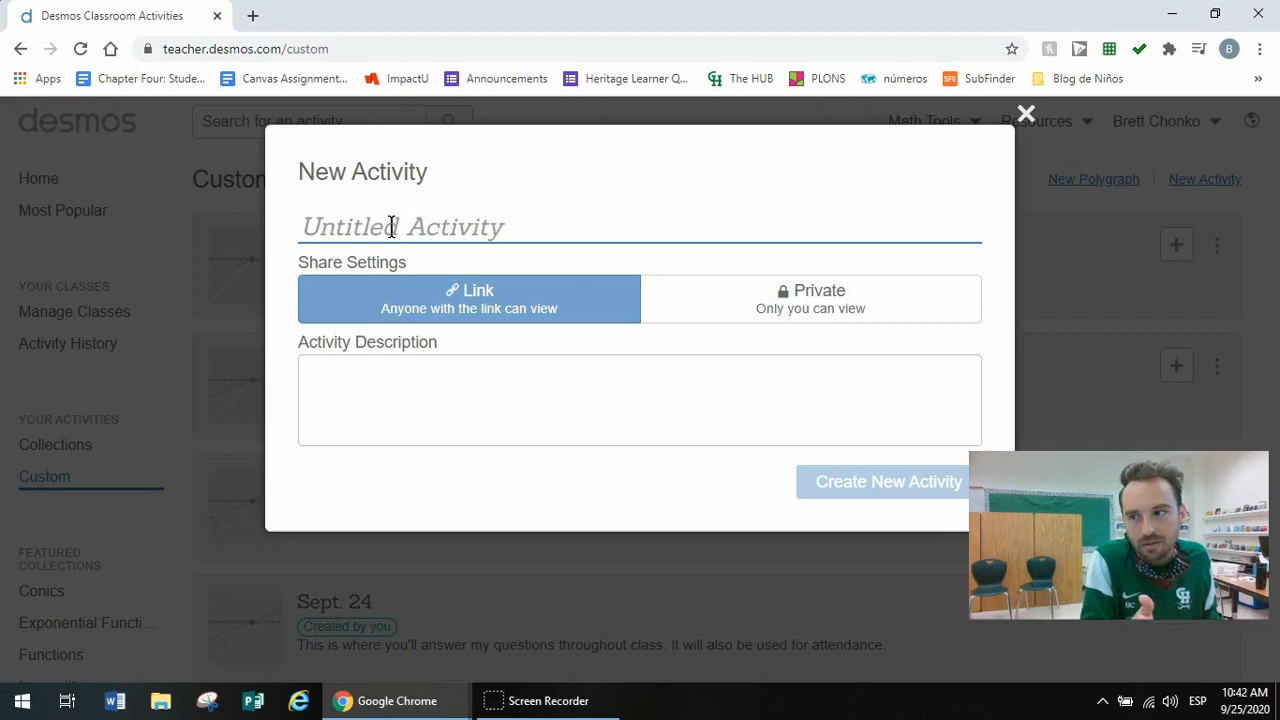 Desmos Classroom Activities
teacher.desmos.com/custom
B
Apps
Chapter Four: Stude...
Canvas Assignment...
ImpactU
Announcements
Heritage Learner Q...
The HUB
PLONS
números
SFE SubFinder
Blog de Niños
»
desmos
Search for an activity
Math Tools
Resources
Brett Chonko
Home
Most Popular
YOUR CLASSES
Manage Classes
Activity History
YOUR ACTIVITIES
Collections
Custom
FEATURED
COLLECTIONS
Conics
Exponential Functi...
Functions
Custom
New Polygraph
New Activity
New Activity
Untitled Activity
Share Settings
Link
Anyone with the link can view
Private
Only you can view
Activity Description
Create New Activity
Sept. 24
Created by you
This is where you'll answer my questions throughout class. It will also be used for attendance.
Google Chrome
Screen Recorder
ESP
10:42 AM
9/25/2020